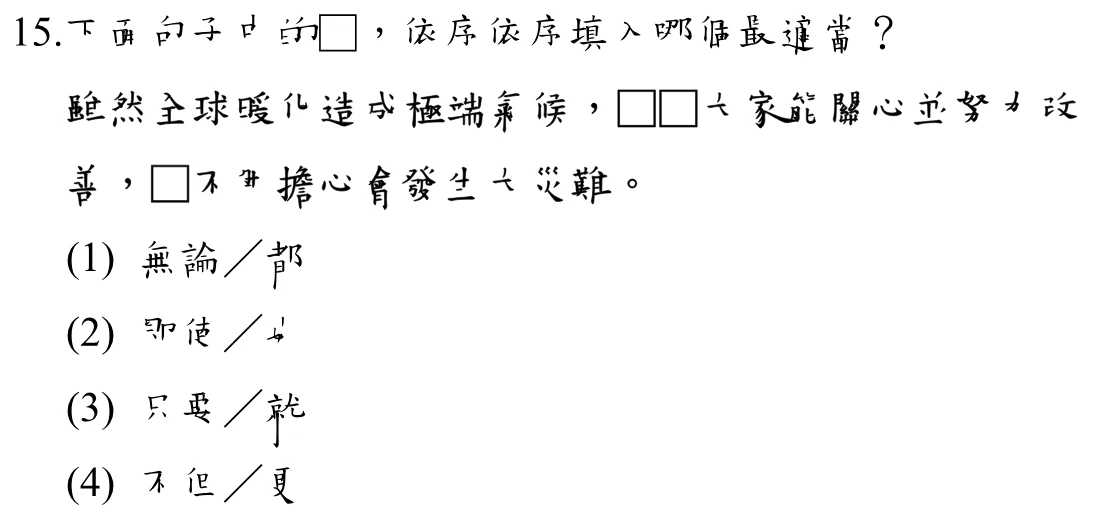 15.下面句子中的□，依序依序填入哪個最適當？
雖然全球暖化造成極端氣候，□□大家能關心並努力改
善，□不用擔心會發生大災難。
(1) 無論／都
(2) 即使／也
(3) 只要／就
(4) 不但／更